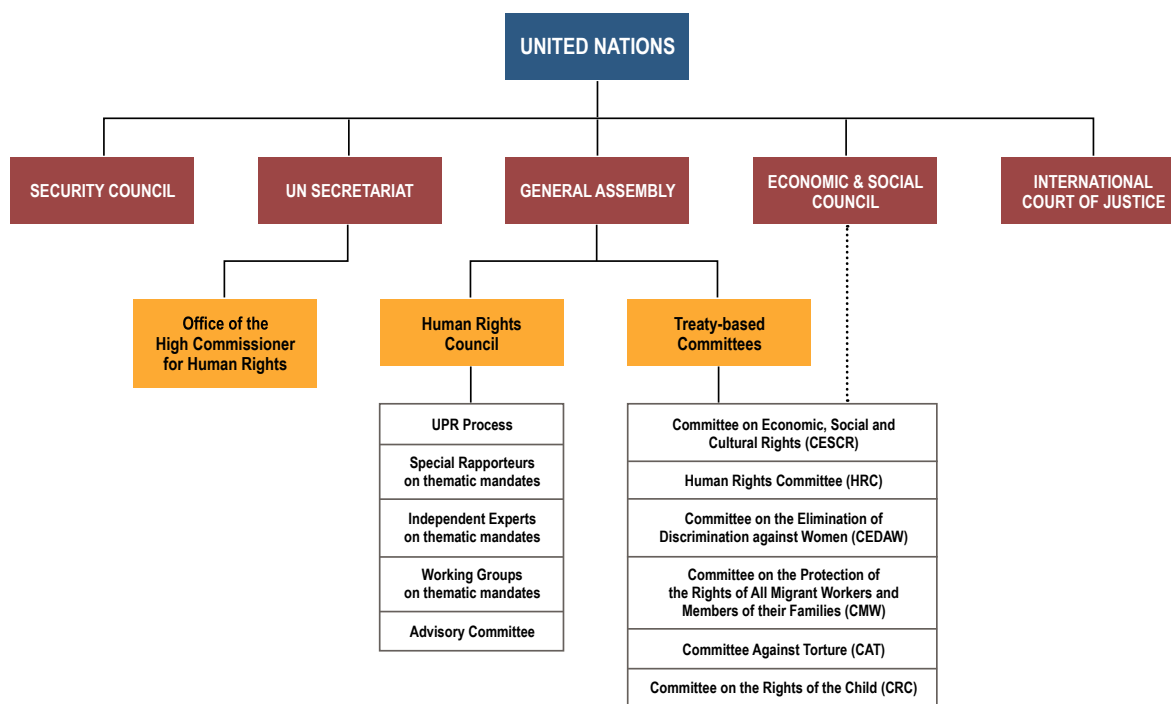 UNITED NATIONS
SECURITY COUNCIL
UN SECRETARIAT
GENERAL ASSEMBLY
ECONOMIC & SOCIAL
COUNCIL
INTERNATIONAL
COURT OF JUSTICE
Office of the
High Commissioner
for Human Rights
Human Rights
Council
Treaty-based
Committees
UPR Process
Special Rapporteurs
on thematic mandates
Independent Experts
on thematic mandates
Working Groups
on thematic mandates
Advisory Committee
Committee on Economic, Social and
Cultural Rights (CESCR)
Human Rights Committee (HRC)
Committee on the Elimination of
Discrimination against Women (CEDAW)
Committee on the Protection of
the Rights of All Migrant Workers and
Members of their Families (CMW)
Committee Against Torture (CAT)
Committee on the Rights of the Child (CRC)